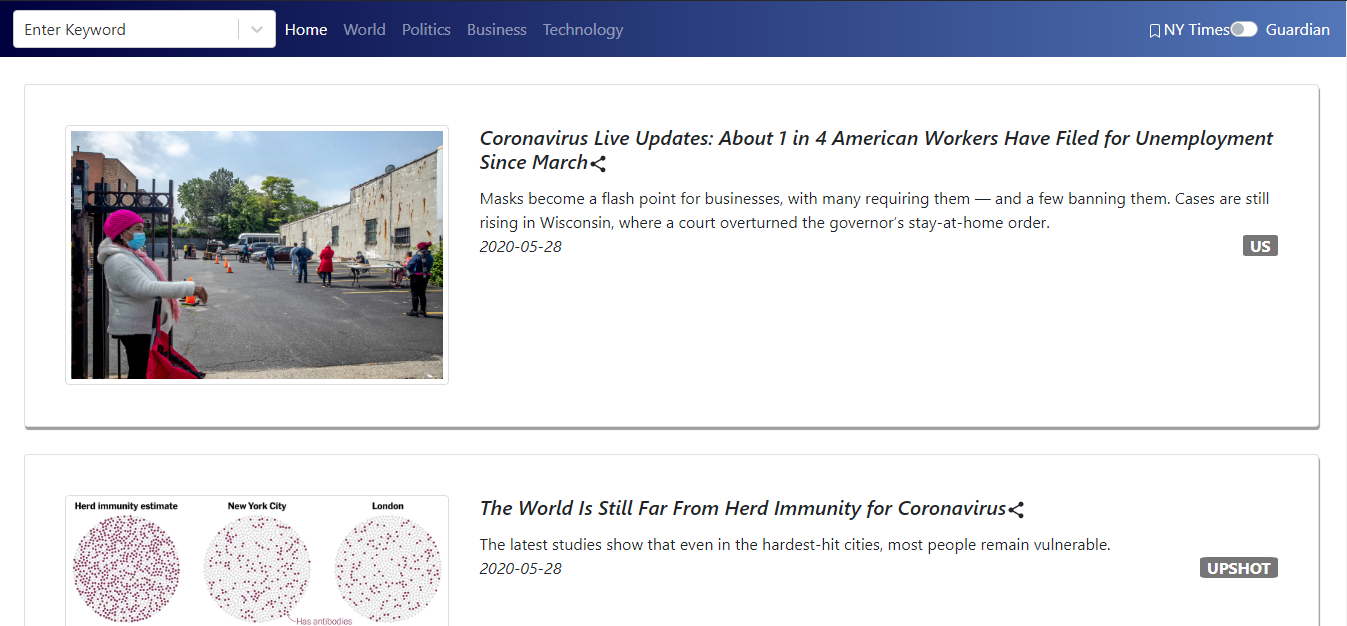 Enter Keyword Home World Politics Business Technology NY Times Guardian
Coronavirus Live Updates: About 1 in 4 American Workers Have Filed for Unemployment
Since March
Masks become a flash point for businesses, with many requiring them — and a few banning them. Cases are still
rising in Wisconsin, where a court overturned the governor's stay-at-home order.
2020-05-28 US
Herd immunity estimate New York City London
Has antibodies
The World Is Still Far From Herd Immunity for Coronavirus
The latest studies show that even in the hardest-hit cities, most people remain vulnerable.
2020-05-28 UPSHOT